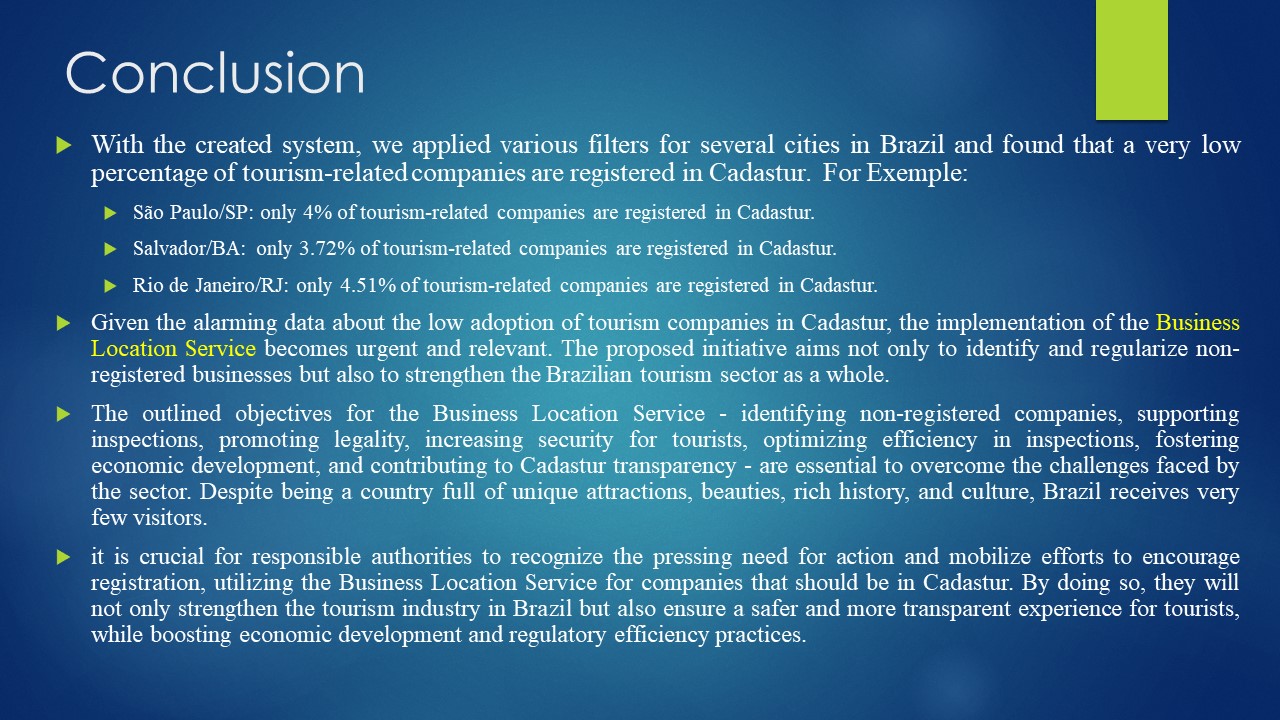 Conclusion
With the created system, we applied various filters for several cities in Brazil and found that a very low
percentage of tourism-related companies are registered in Cadastur. For Exemple:
São Paulo/SP: only 4% of tourism-related companies are registered in Cadastur.
Salvador/BA: only 3.72% of tourism-related companies are registered in Cadastur.
Rio de Janeiro/RJ: only 4.51% of tourism-related companies are registered in Cadastur.
Given the alarming data about the low adoption of tourism companies in Cadastur, the implementation of the Business
Location Service becomes urgent and relevant. The proposed initiative aims not only to identify and regularize non-
registered businesses but also to strengthen the Brazilian tourism sector as a whole.
The outlined objectives for the Business Location Service - identifying non-registered companies, supporting
inspections, promoting legality, increasing security for tourists, optimizing efficiency in inspections, fostering
economic development, and contributing to Cadastur transparency - are essential to overcome the challenges faced by
the sector. Despite being a country full of unique attractions, beauties, rich history, and culture, Brazil receives very
few visitors.
it is crucial for responsible authorities to recognize the pressing need for action and mobilize efforts to encourage
registration, utilizing the Business Location Service for companies that should be in Cadastur. By doing so, they will
not only strengthen the tourism industry in Brazil but also ensure a safer and more transparent experience for tourists,
while boosting economic development and regulatory efficiency practices.